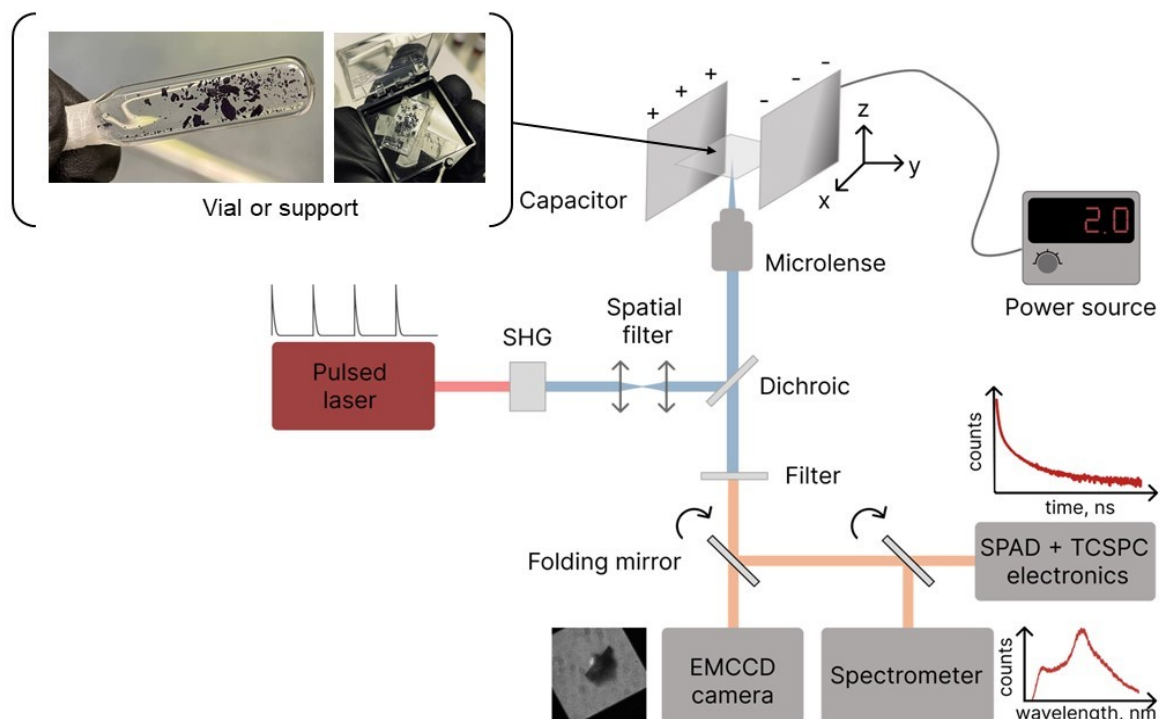 Vial or support
+ + +
- - -
Capacitor
z
y
x
Microlense
2.0
Power source
SHG
Spatial
filter
Pulsed
laser
Dichroic
Filter
counts
time, ns
Folding mirror
SPAD + TCSPC
electronics
EMCCD
camera
Spectrometer
counts
wavelength, nm